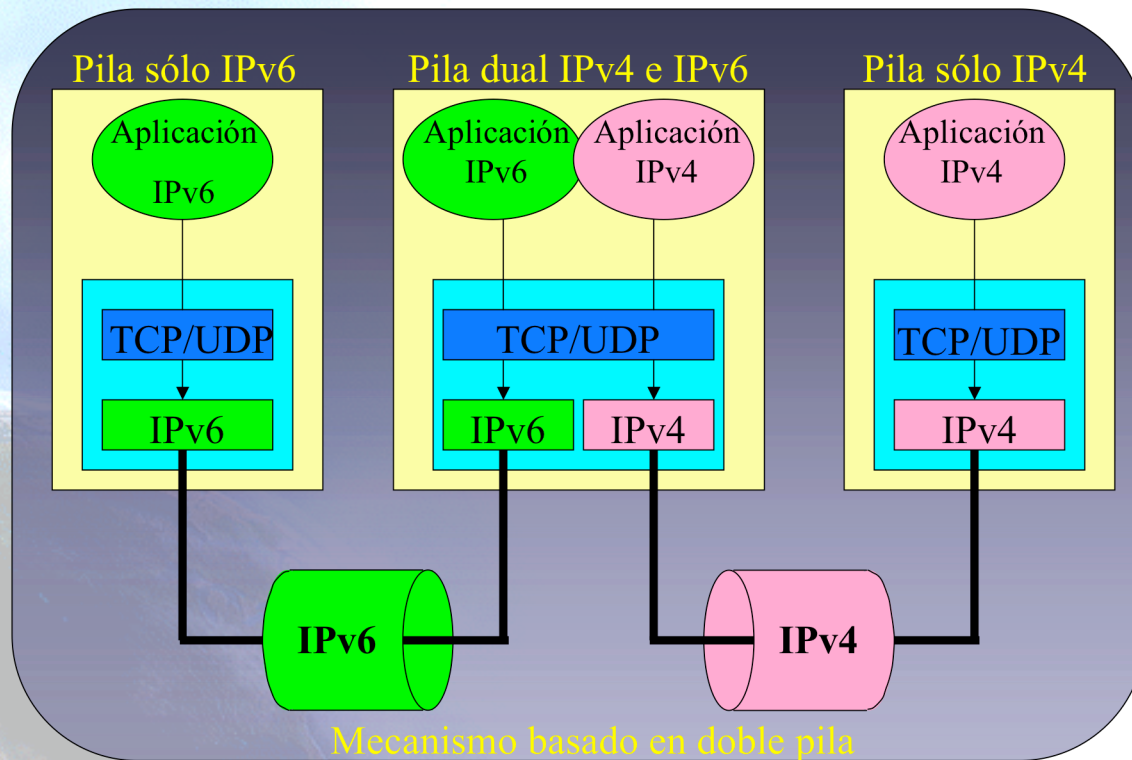 Pila sólo IPv6
Pila dual IPv4 e IPv6
Pila sólo IPv4
Aplicación
IPv6
Aplicación
IPv6
Aplicación
IPv4
Aplicación
IPv4
TCP/UDP
TCP/UDP
TCP/UDP
IPv6
IPv6
IPv4
IPv4
IPv6
IPv4
Mecanismo basado en doble pila